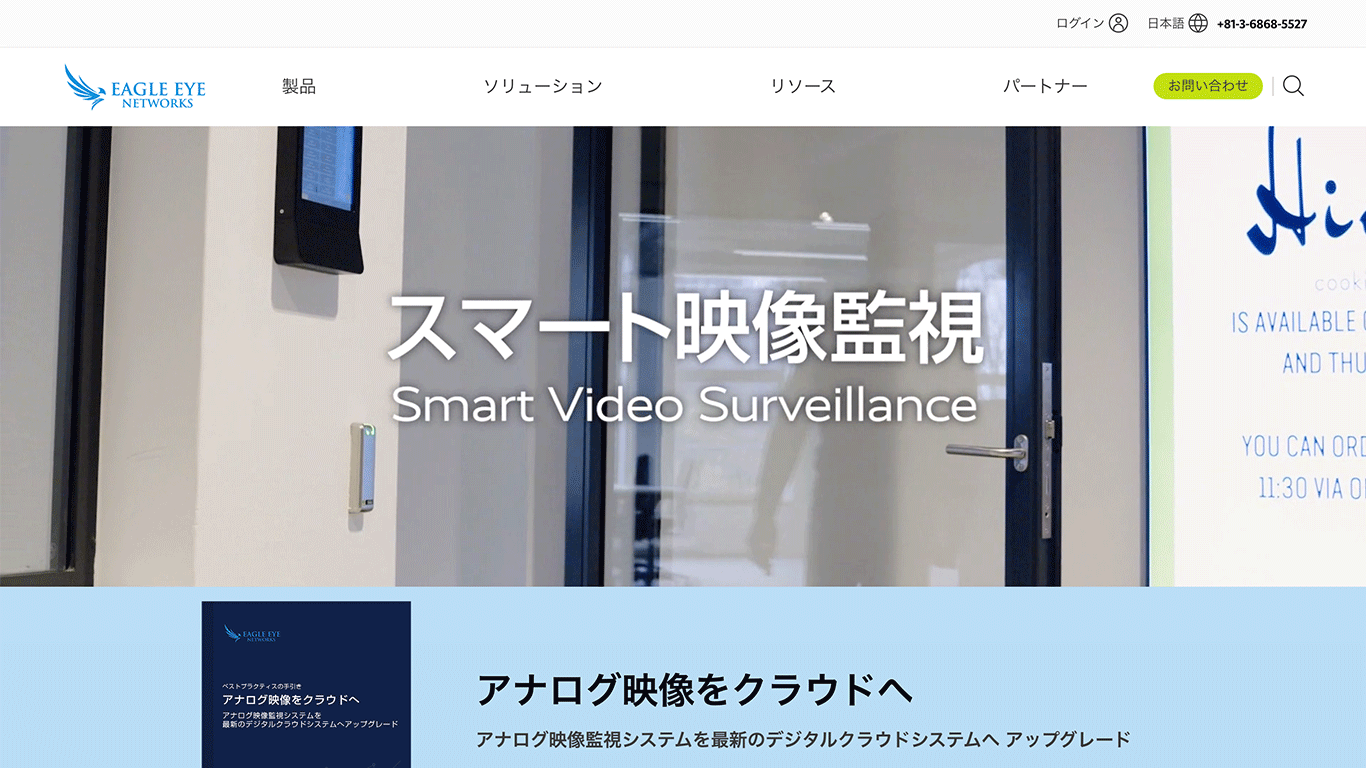 ログイン
日本語
+81-3-6868-5527
EAGLE EYE
NETWORKS
製品
ソリューション
リソース
パートナー
お問い合わせ
スマート映像監視
Smart Video Surveillance
IS AVAILABLE
AND THU
YOU CAN ORD
11:30 VIA
EAGLE EYE
NETWORKS
ベストプラクティスの手引き
アナログ映像をクラウドへ
アナログ映像監視システムを
最新のデジタルクラウドシステムへアップグレード
アナログ映像をクラウドへ
アナログ映像監視システムを最新のデジタルクラウドシステムへ アップグレード